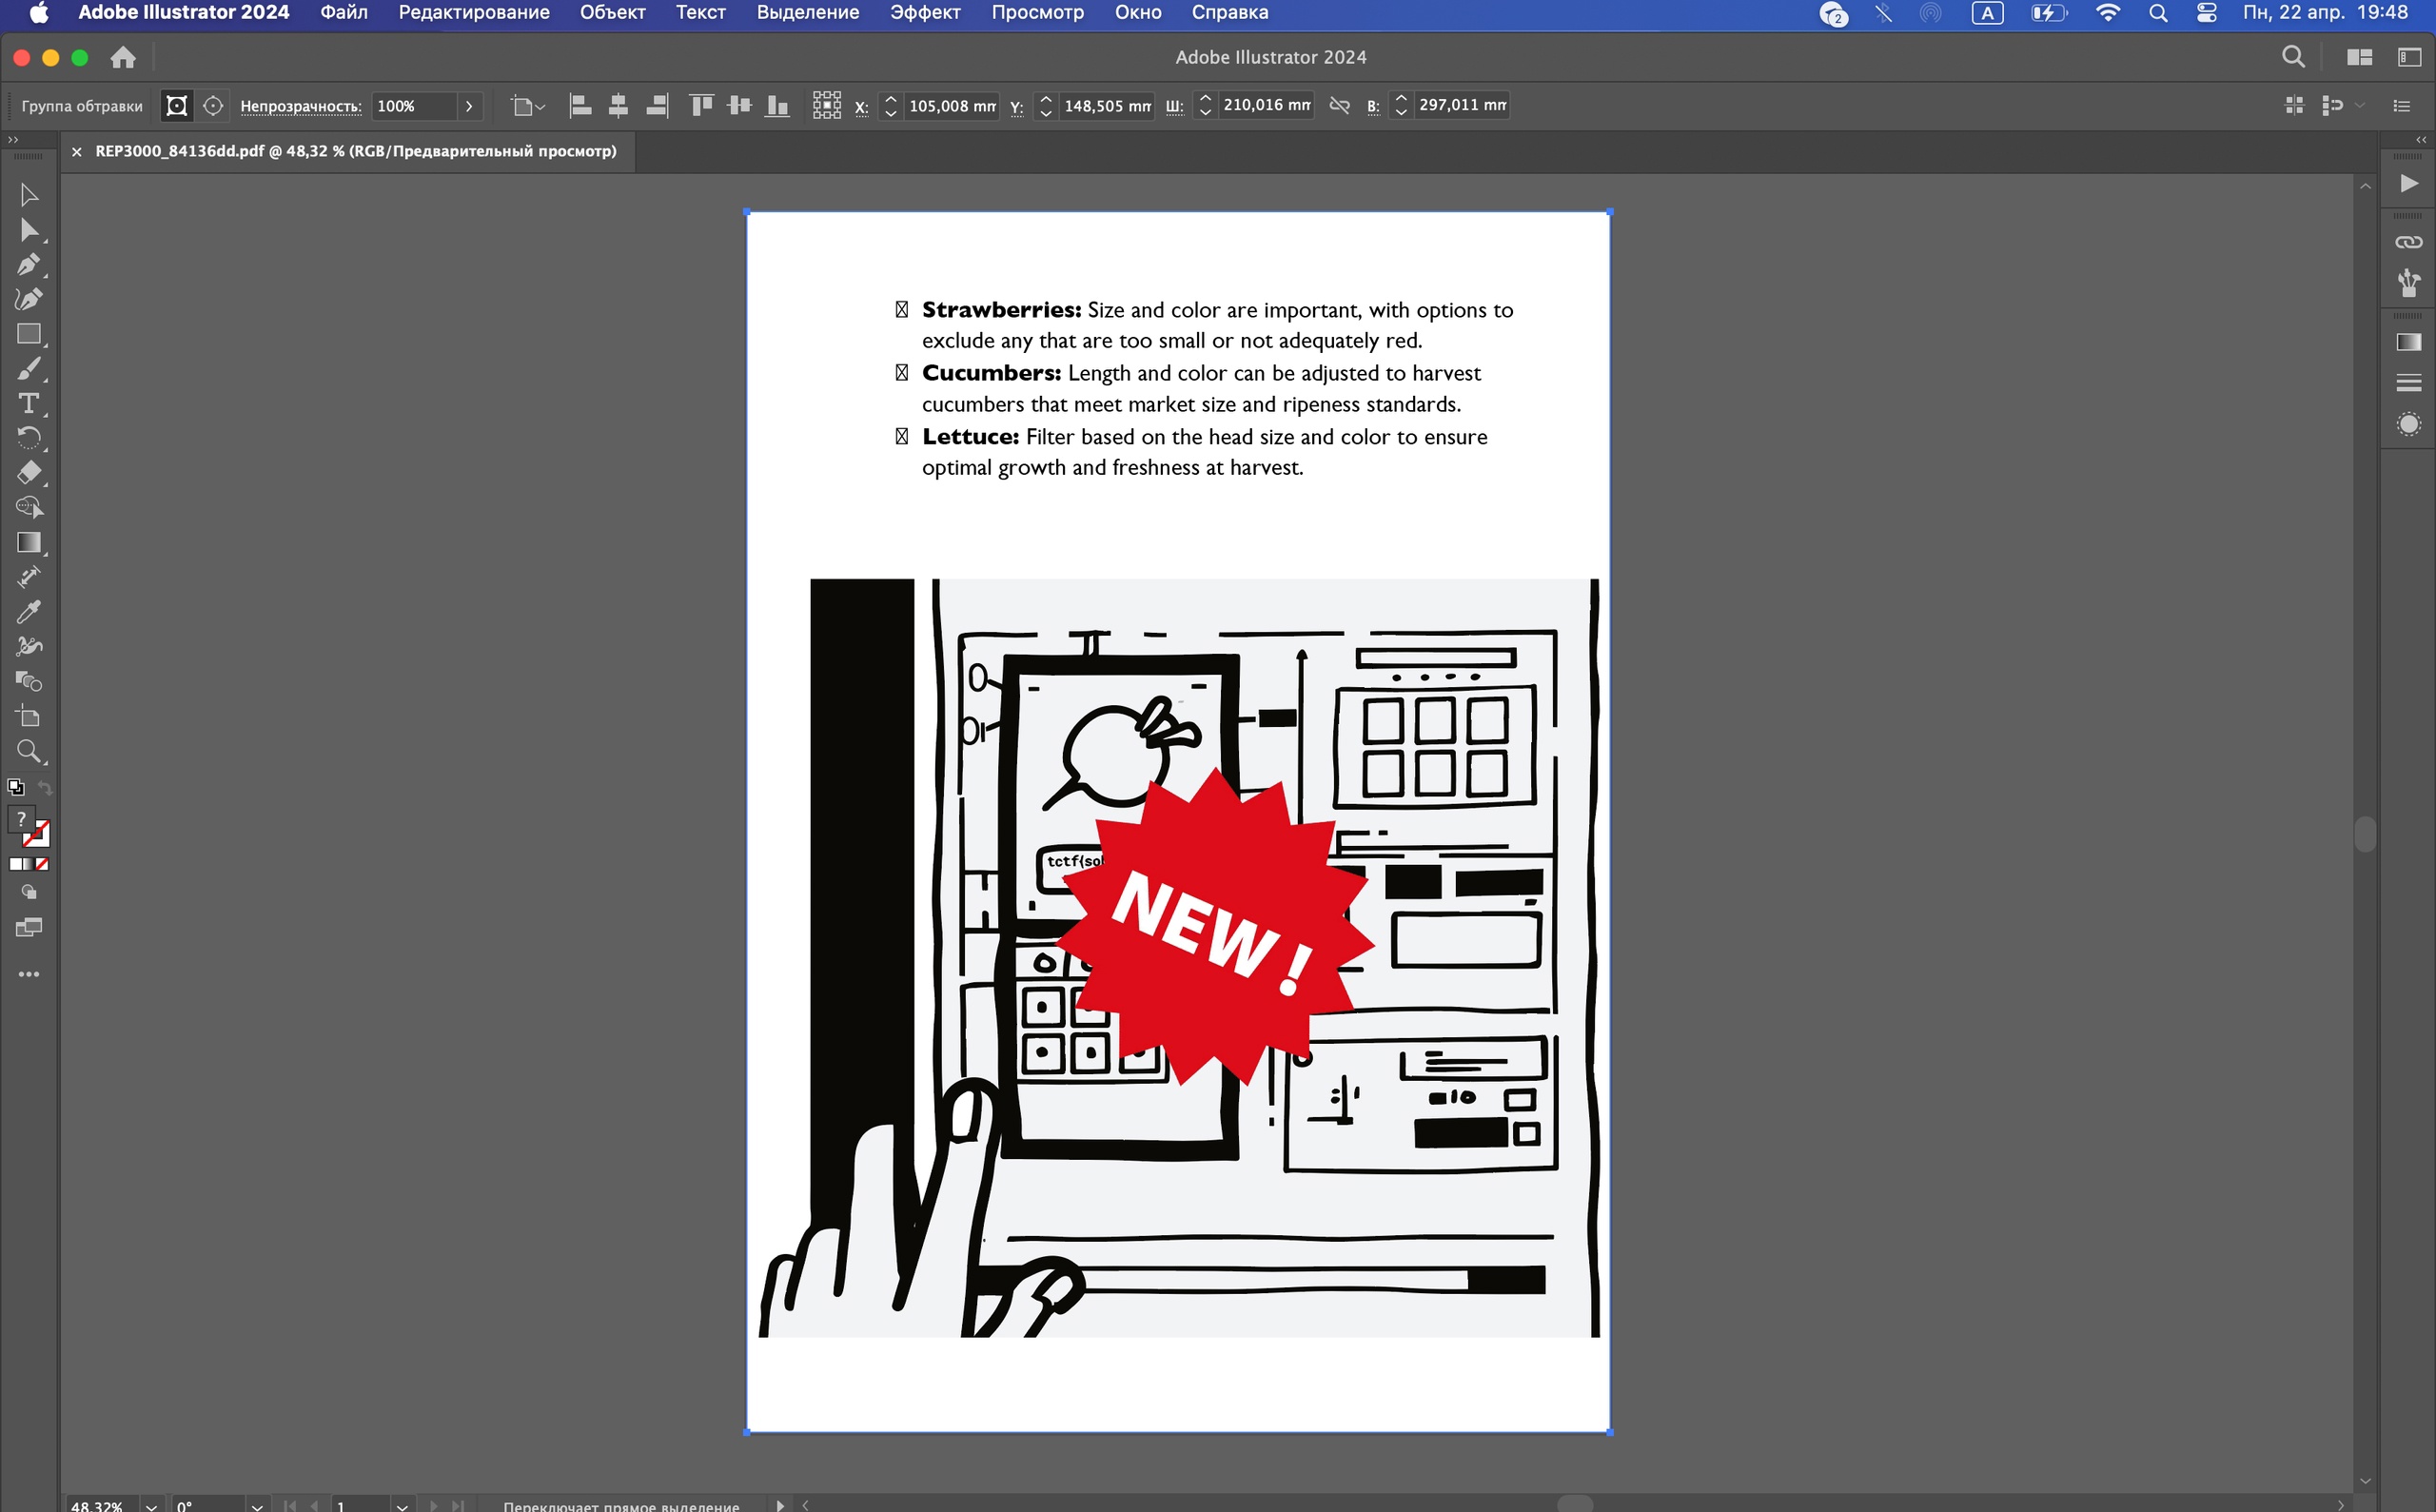 Adobe Illustrator 2024 Файл Редактирование Объект Текст Выделение Эффект Просмотр Окно Справка 2 A Пн, 22 апр. 19:48
Adobe Illustrator 2024
Группа обтравки Непрозрачность: 100% X: 105,008 mm Y: 148,505 mm Ш: 210,016 mm В: 297,011 mm
REP3000_84136dd.pdf @ 48,32 % (RGB/Предварительный просмотр)
Strawberries: Size and color are important, with options to
exclude any that are too small or not adequately red.
Cucumbers: Length and color can be adjusted to harvest
cucumbers that meet market size and ripeness standards.
Lettuce: Filter based on the head size and color to ensure
optimal growth and freshness at harvest.
tctf{so
NEW !
?
48,32% 0° 1 Переключает прямое выделение